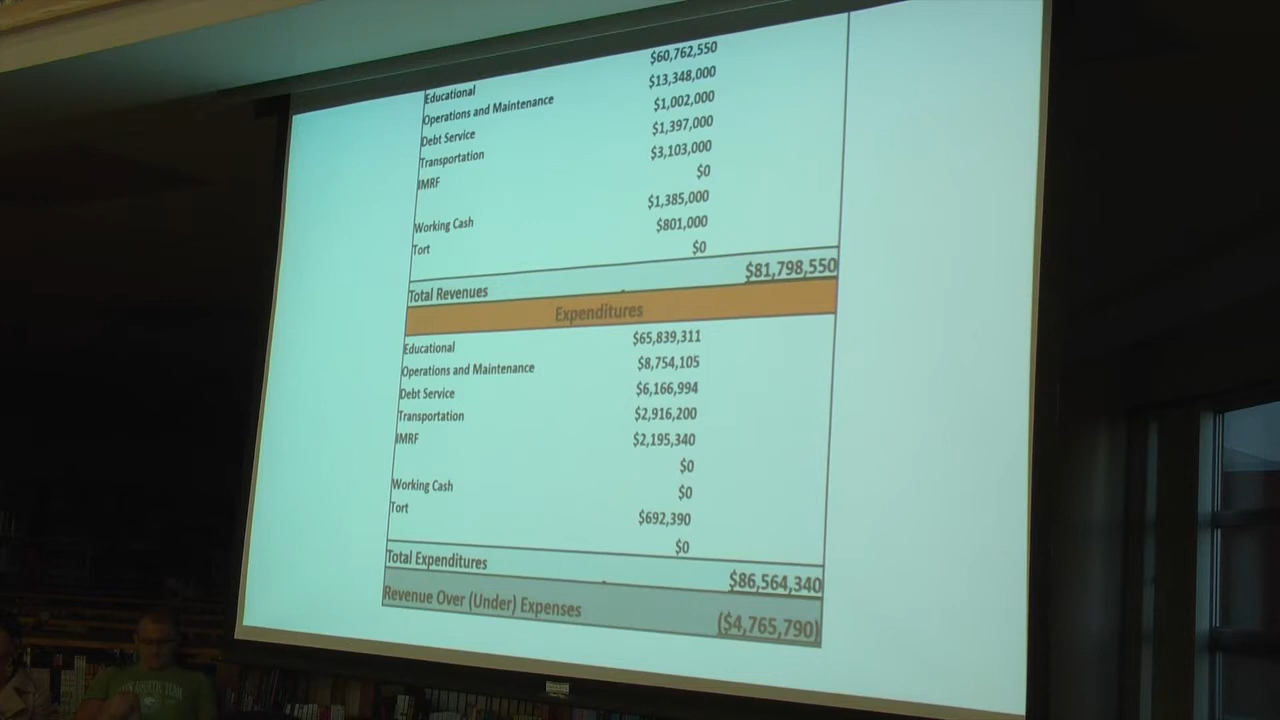 Educational $60,762,550
Operations and Maintenance $13,348,000
Debt Service $1,002,000
Transportation $1,397,000
IMRF $3,103,000
$0
Working Cash $1,385,000
Tort $801,000
$0
Total Revenues $81,798,550
Expenditures
Educational $65,839,311
Operations and Maintenance $8,754,105
Debt Service $6,166,994
Transportation $2,916,200
IMRF $2,195,340
$0
Working Cash $0
Tort $692,390
$0
Total Expenditures $86,564,340
Revenue Over (Under) Expenses ($4,765,790)
AQUATIC TEAM